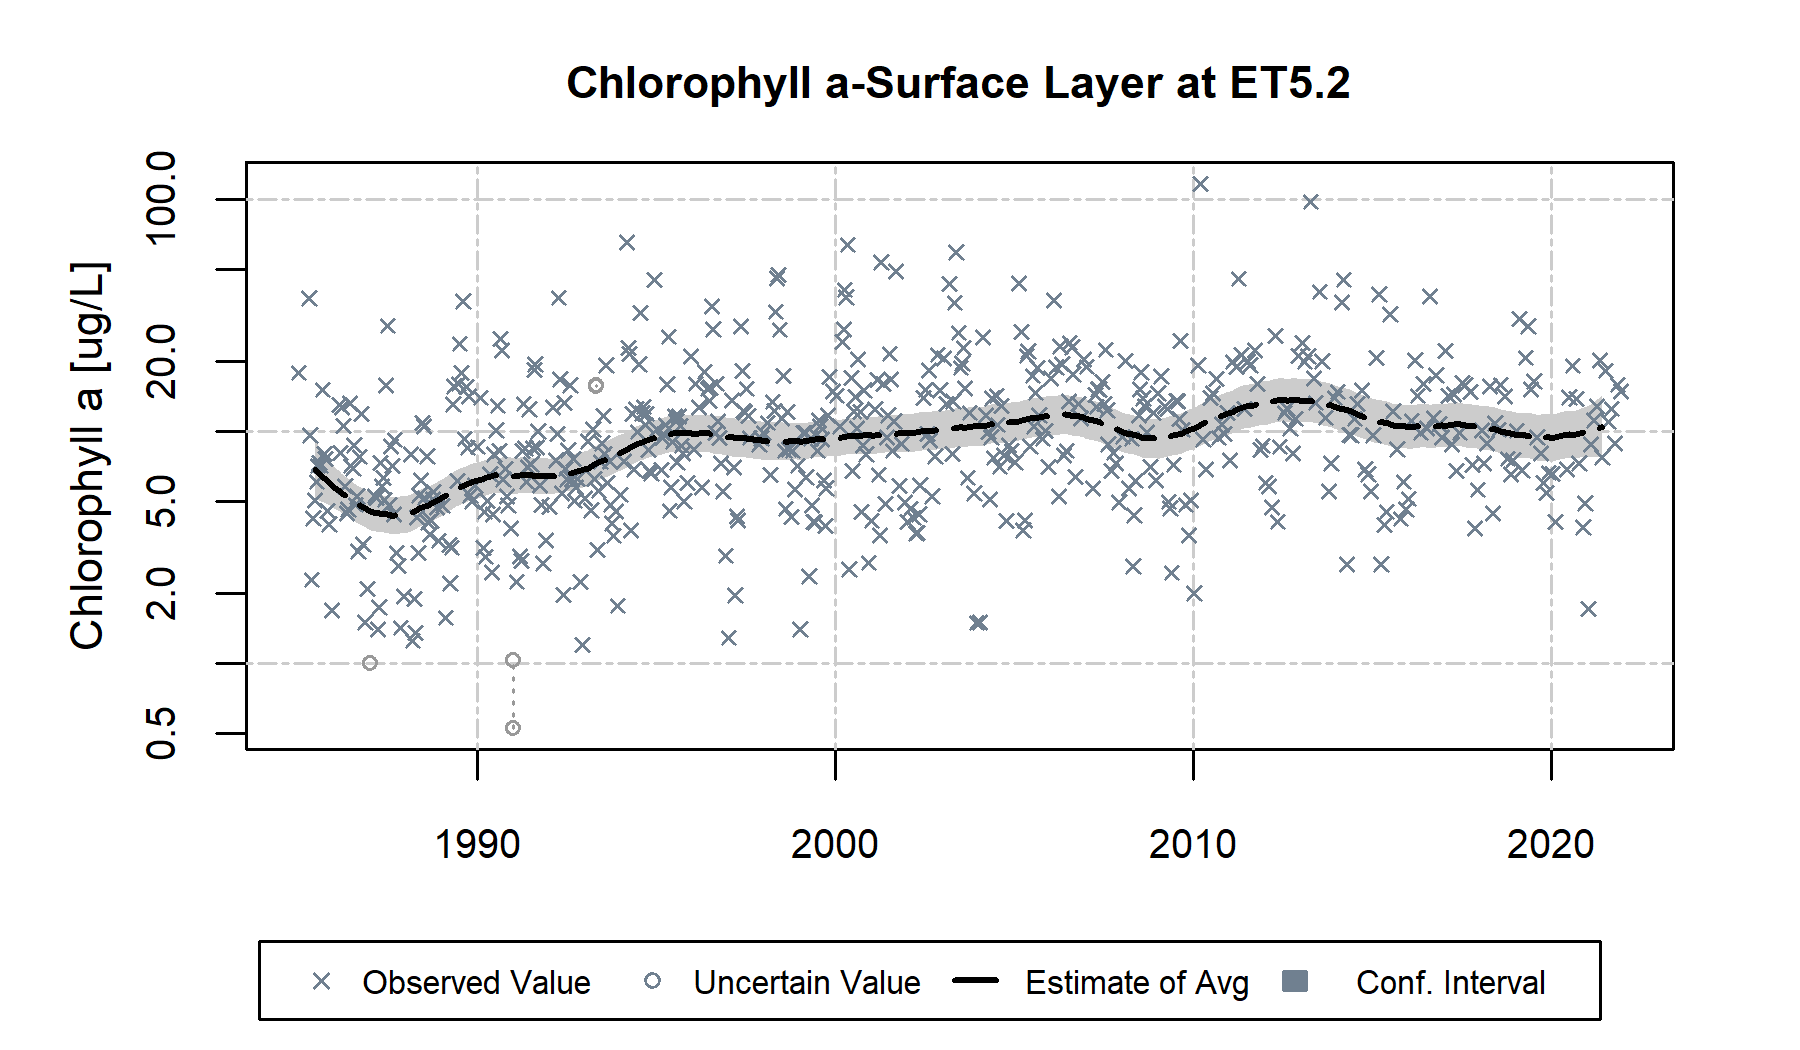 Chlorophyll a-Surface Layer at ET5.2
Chlorophyll a [ug/L]
100.0
20.0
5.0
2.0
0.5
1990 2000 2010 2020
Observed Value Uncertain Value Estimate of Avg Conf. Interval